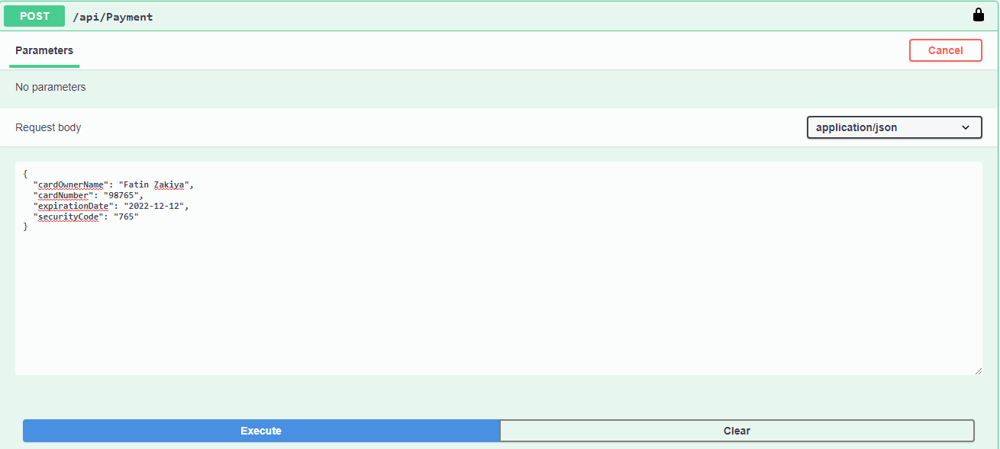 POST /api/Payment
Parameters
Cancel
No parameters
Request body
application/json
{
"cardOwnerName": "Fatin Zakiya",
"cardNumber": "98765",
"expirationDate": "2022-12-12",
"securityCode": "765"
}
Execute
Clear